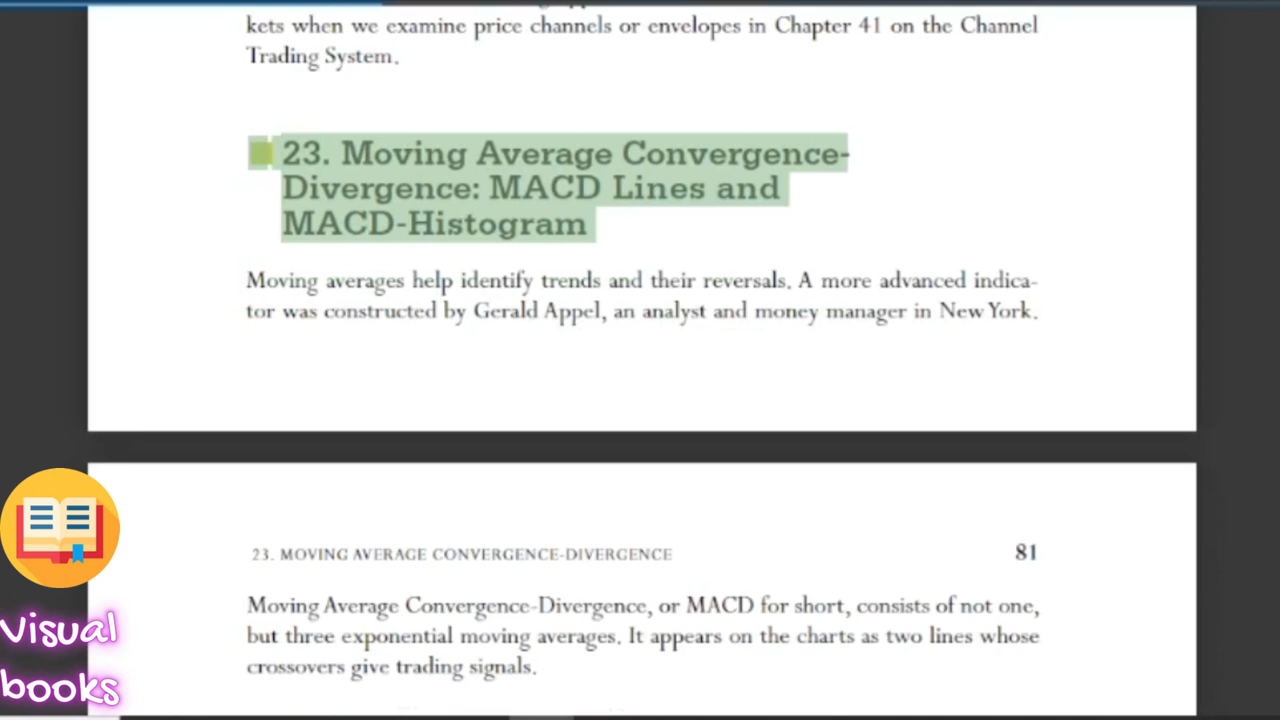 kets when we examine price channels or envelopes in Chapter 41 on the Channel
Trading System.
23. Moving Average Convergence-
Divergence: MACD Lines and
MACD-Histogram
Moving averages help identify trends and their reversals. A more advanced indica-
tor was constructed by Gerald Appel, an analyst and money manager in New York.
23. MOVING AVERAGE CONVERGENCE-DIVERGENCE 81
Moving Average Convergence-Divergence, or MACD for short, consists of not one,
but three exponential moving averages. It appears on the charts as two lines whose
crossovers give trading signals.
Visual
books